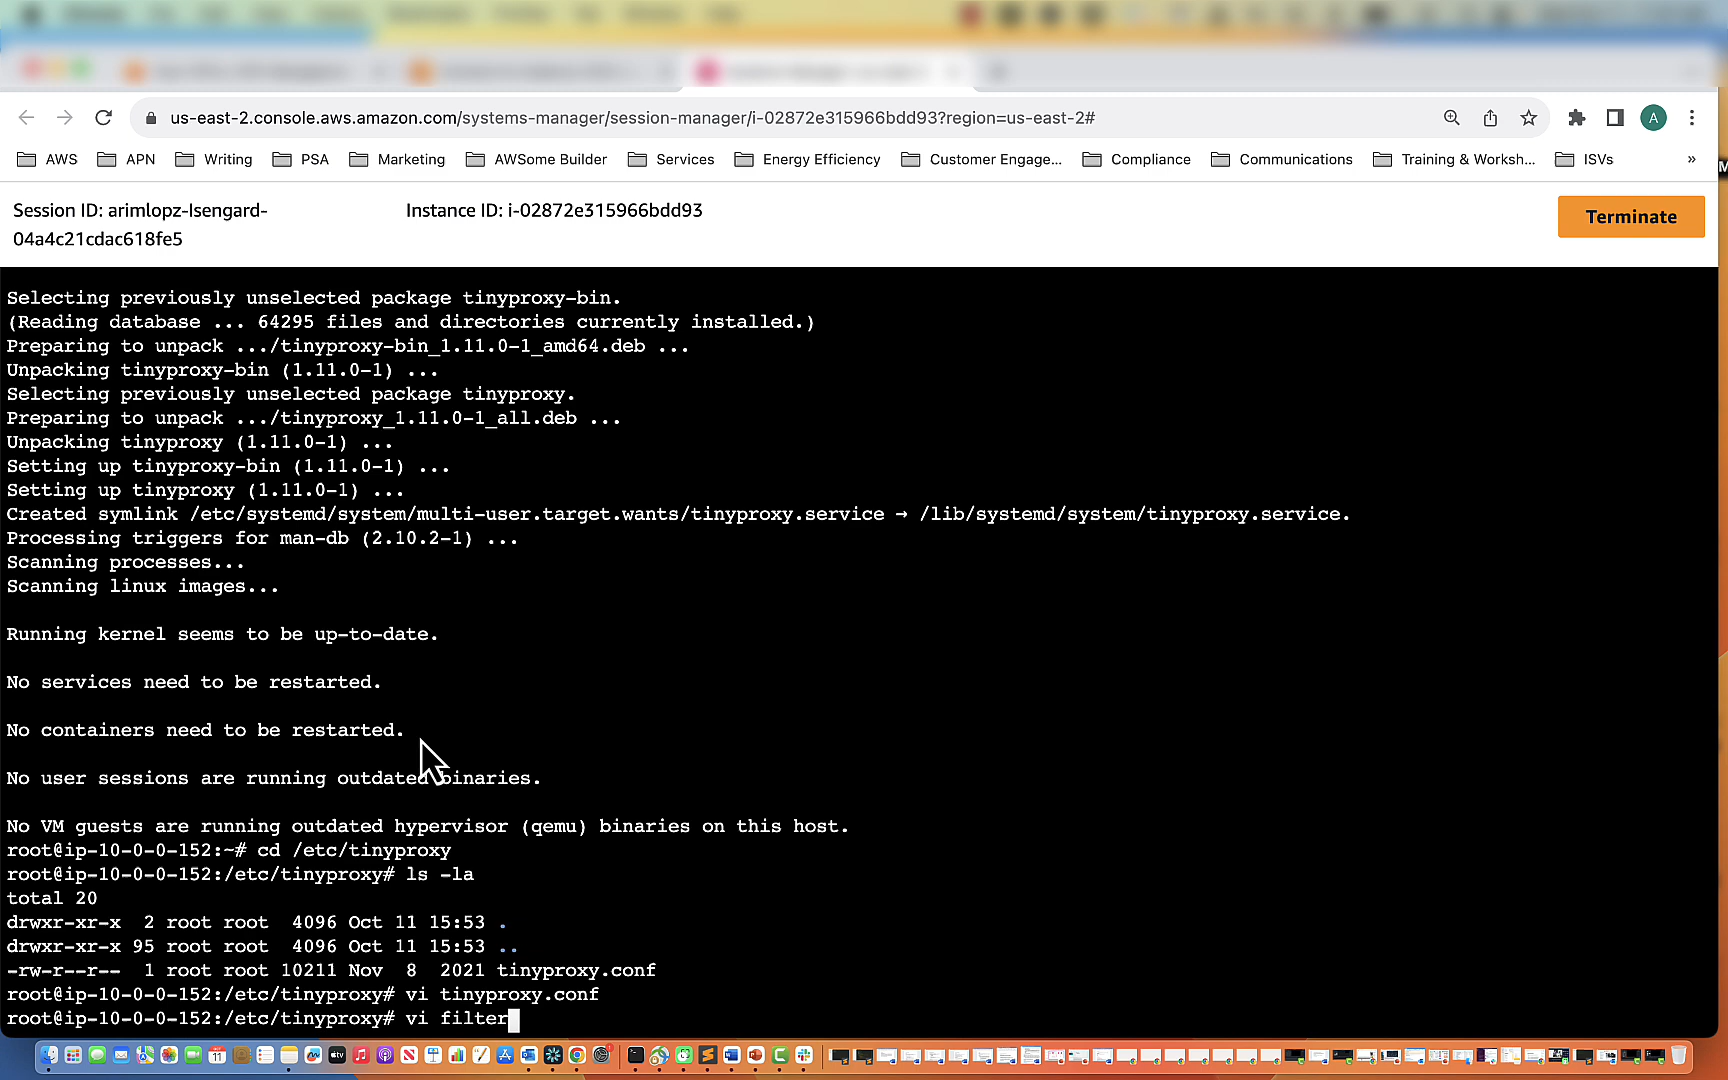 us-east-2.console.aws.amazon.com/systems-manager/session-manager/i-02872e315966bdd93?region=us-east-2#
A
AWS APN Writing PSA Marketing AWSome Builder Services Energy Efficiency Customer Engage... Compliance Communications Training & Worksh... ISVs »
Session ID: arimlopz-Isengard-
04a4c21cdac618fe5
Instance ID: i-02872e315966bdd93
Terminate
Selecting previously unselected package tinyproxy-bin.
(Reading database ... 64295 files and directories currently installed.)
Preparing to unpack .../tinyproxy-bin_1.11.0-1_amd64.deb ...
Unpacking tinyproxy-bin (1.11.0-1) ...
Selecting previously unselected package tinyproxy.
Preparing to unpack .../tinyproxy_1.11.0-1_all.deb ...
Unpacking tinyproxy (1.11.0-1) ...
Setting up tinyproxy-bin (1.11.0-1) ...
Setting up tinyproxy (1.11.0-1) ...
Created symlink /etc/systemd/system/multi-user.target.wants/tinyproxy.service → /lib/systemd/system/tinyproxy.service.
Processing triggers for man-db (2.10.2-1) ...
Scanning processes...
Scanning linux images...
Running kernel seems to be up-to-date.
No services need to be restarted.
No containers need to be restarted.
No user sessions are running outdated binaries.
No VM guests are running outdated hypervisor (qemu) binaries on this host.
root@ip-10-0-0-152:~# cd /etc/tinyproxy
root@ip-10-0-0-152:/etc/tinyproxy# ls -la
total 20
drwxr-xr-x  2 root root  4096 Oct 11 15:53 .
drwxr-xr-x 95 root root  4096 Oct 11 15:53 ..
-rw-r--r--  1 root root 10211 Nov  8  2021 tinyproxy.conf
root@ip-10-0-0-152:/etc/tinyproxy# vi tinyproxy.conf
root@ip-10-0-0-152:/etc/tinyproxy# vi filter